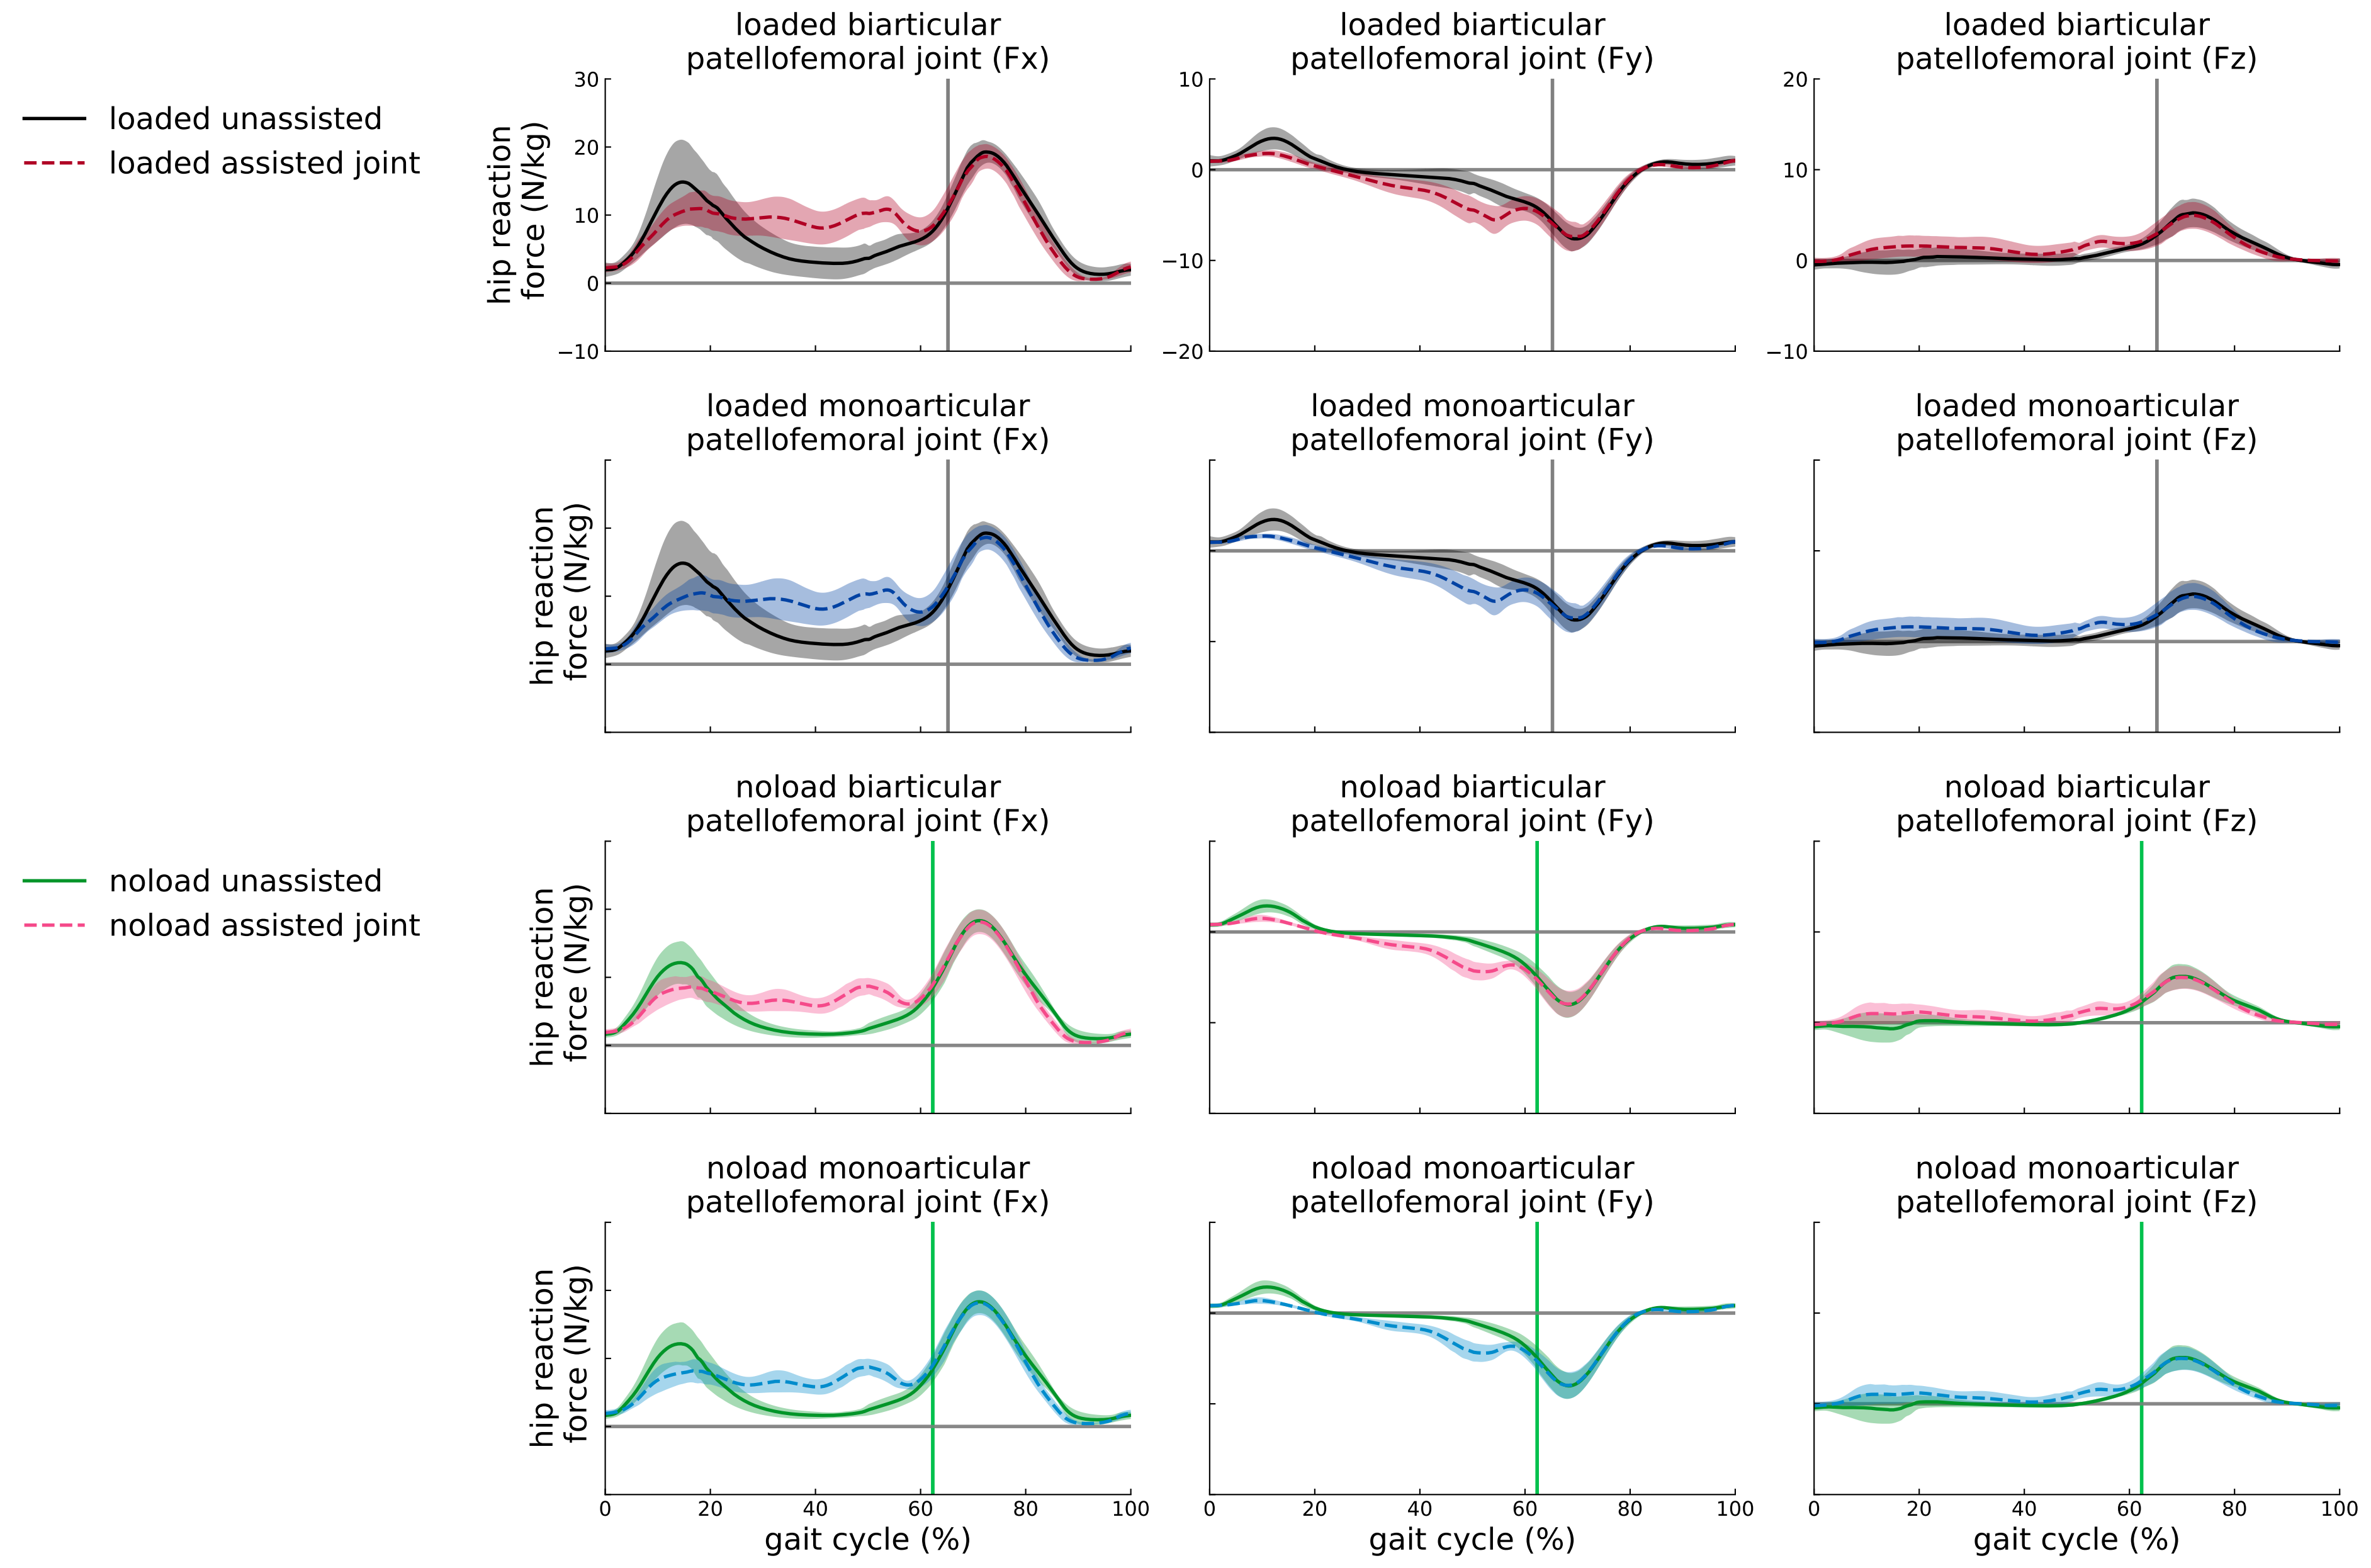 loaded biarticular
patellofemoral joint (Fx)
loaded biarticular
patellofemoral joint (Fy)
loaded biarticular
patellofemoral joint (Fz)
loaded unassisted
loaded assisted joint
hip reaction
force (N/kg)
30
20
10
0
−10
10
0
−10
−20
20
10
0
−10
loaded monoarticular
patellofemoral joint (Fx)
loaded monoarticular
patellofemoral joint (Fy)
loaded monoarticular
patellofemoral joint (Fz)
hip reaction
force (N/kg)
noload biarticular
patellofemoral joint (Fx)
noload biarticular
patellofemoral joint (Fy)
noload biarticular
patellofemoral joint (Fz)
noload unassisted
noload assisted joint
hip reaction
force (N/kg)
noload monoarticular
patellofemoral joint (Fx)
noload monoarticular
patellofemoral joint (Fy)
noload monoarticular
patellofemoral joint (Fz)
hip reaction
force (N/kg)
0 20 40 60 80 100
0 20 40 60 80 100
0 20 40 60 80 100
gait cycle (%)
gait cycle (%)
gait cycle (%)